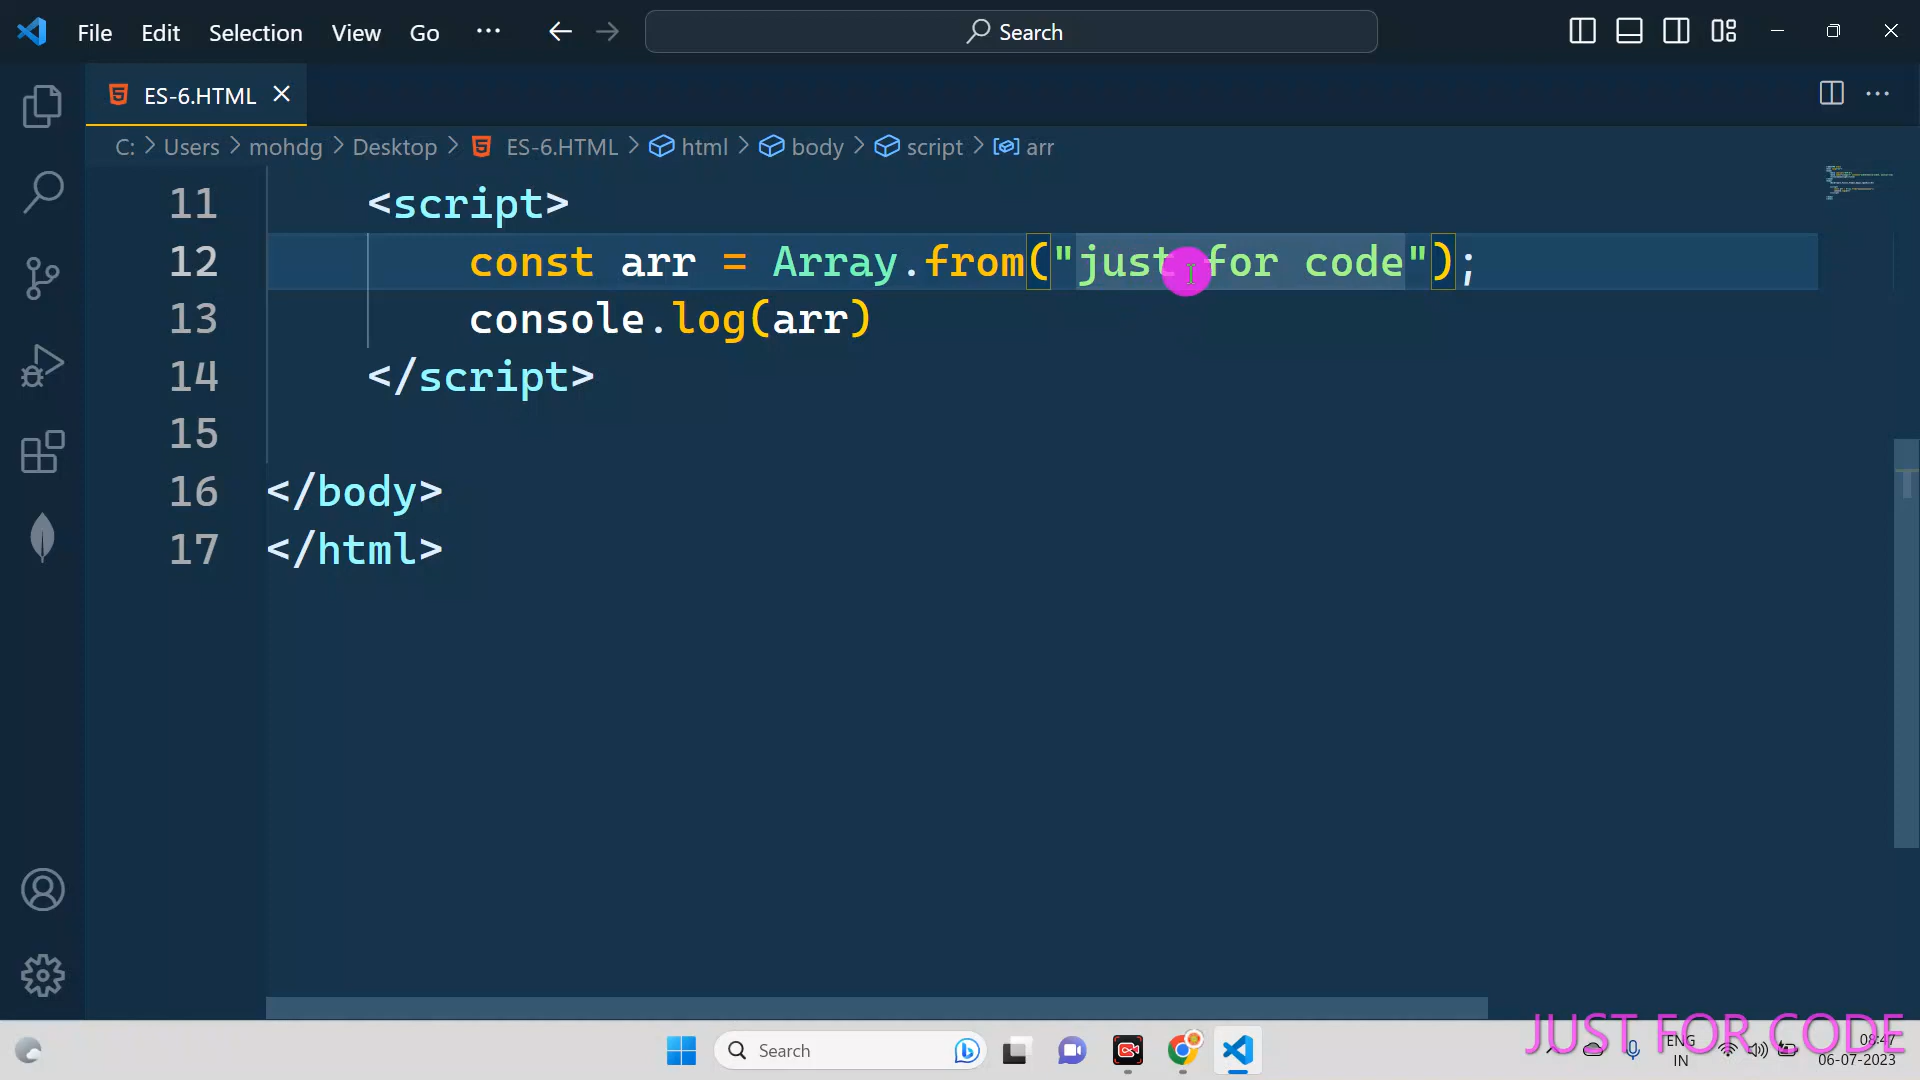 File Edit Selection View Go ··· Search
ES-6.HTML
C: > Users > mohdg > Desktop > ES-6.HTML > html > body > script > arr
11 <script>
12 const arr = Array.from("just for code");
13 console.log(arr)
14 </script>
15
16 </body>
17 </html>
JUST FOR CODE
Search
ENG
IN
08:47
06-07-2023